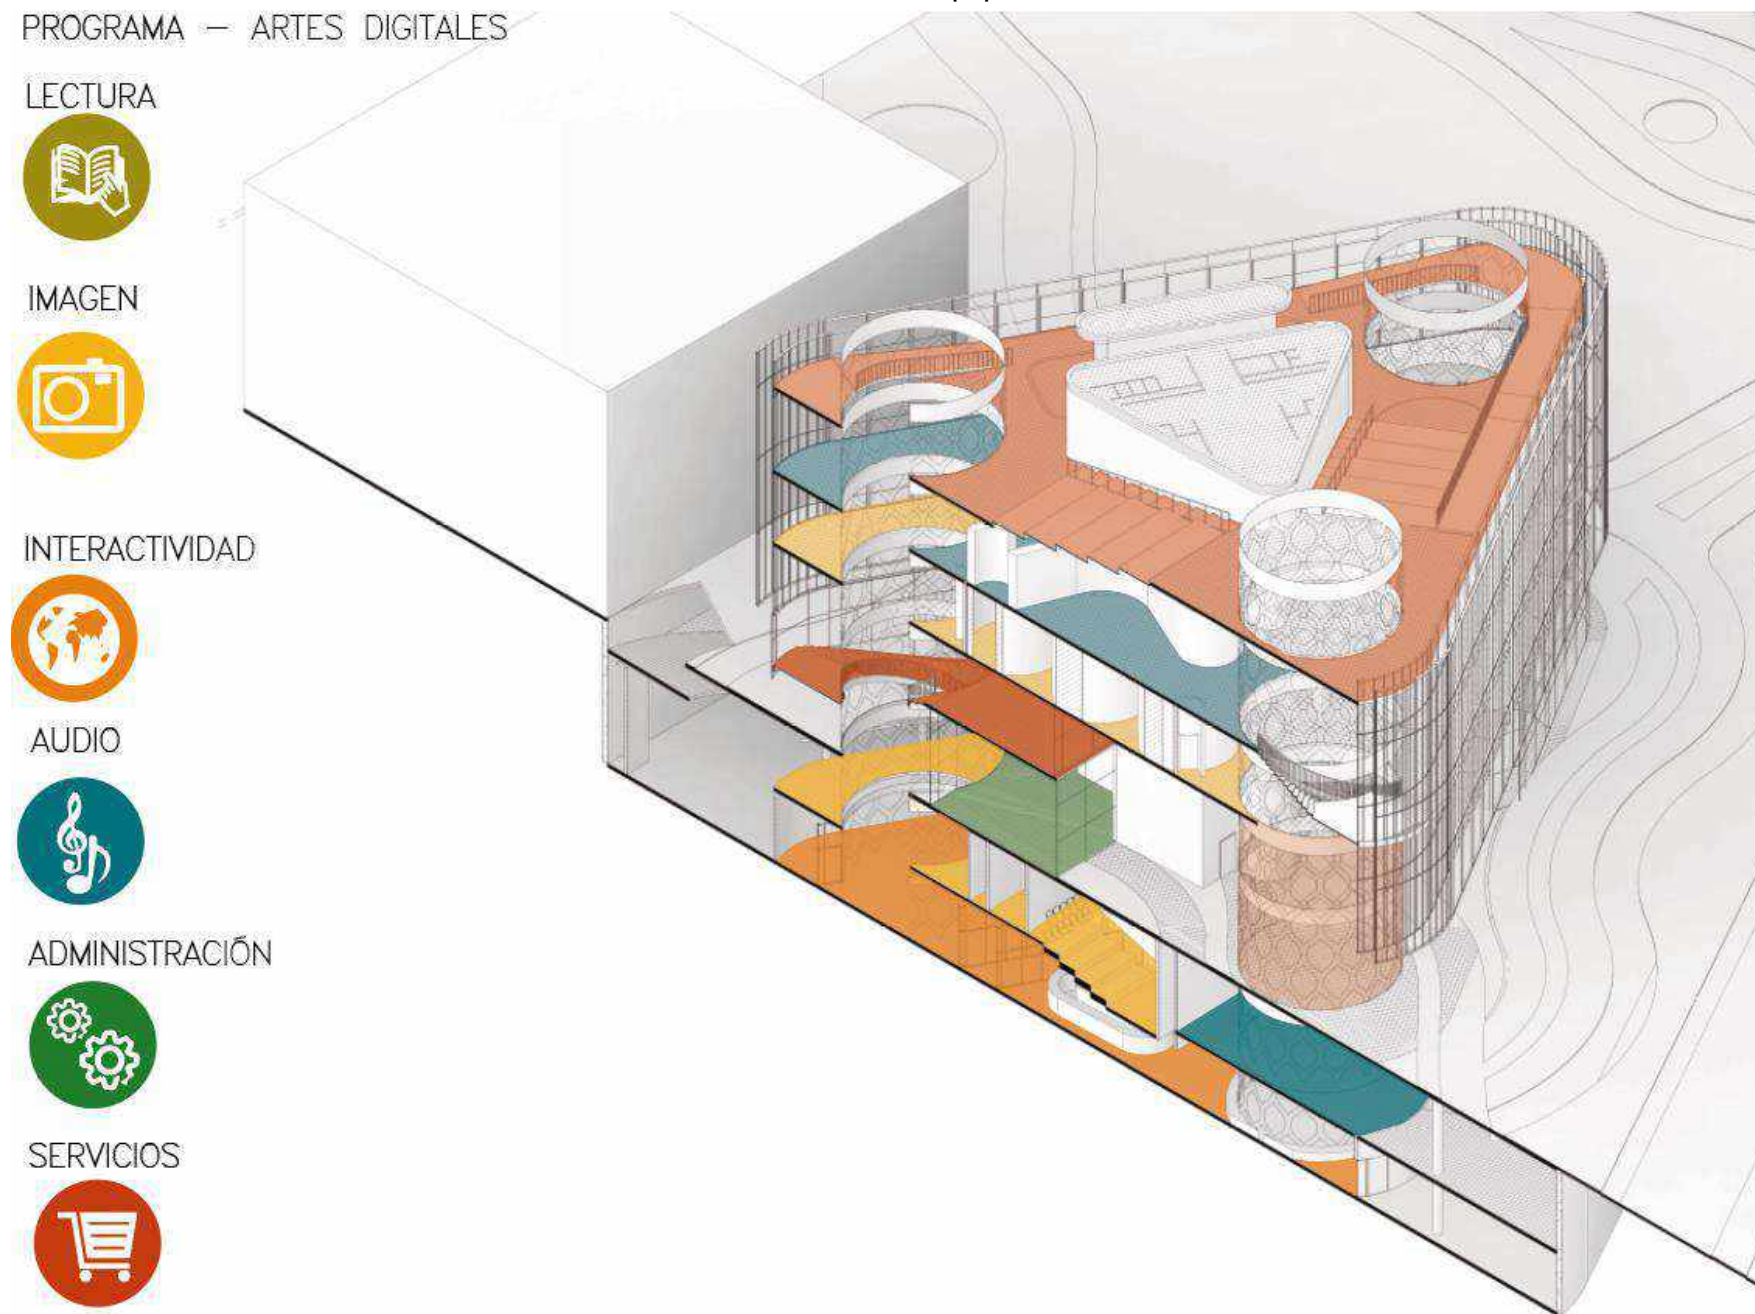 PROGRAMA – ARTES DIGITALES
LECTURA
IMAGEN
INTERACTIVIDAD
AUDIO
ADMINISTRACIÓN
SERVICIOS